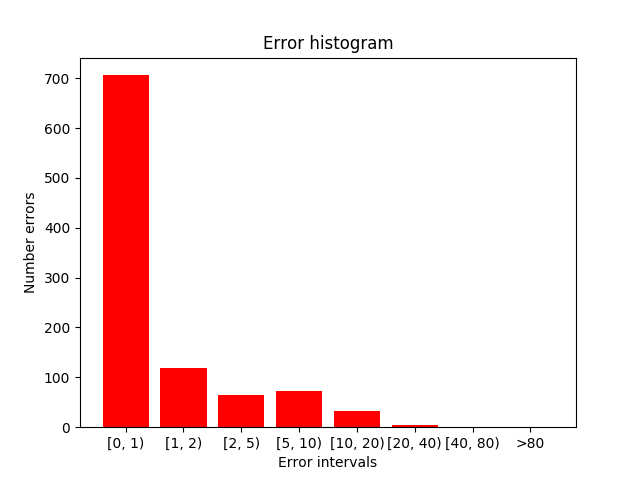 Error histogram
Number errors
700
600
500
400
300
200
100
0
[0, 1) [1, 2) [2, 5) [5, 10) [10, 20) [20, 40) [40, 80) >80
Error intervals